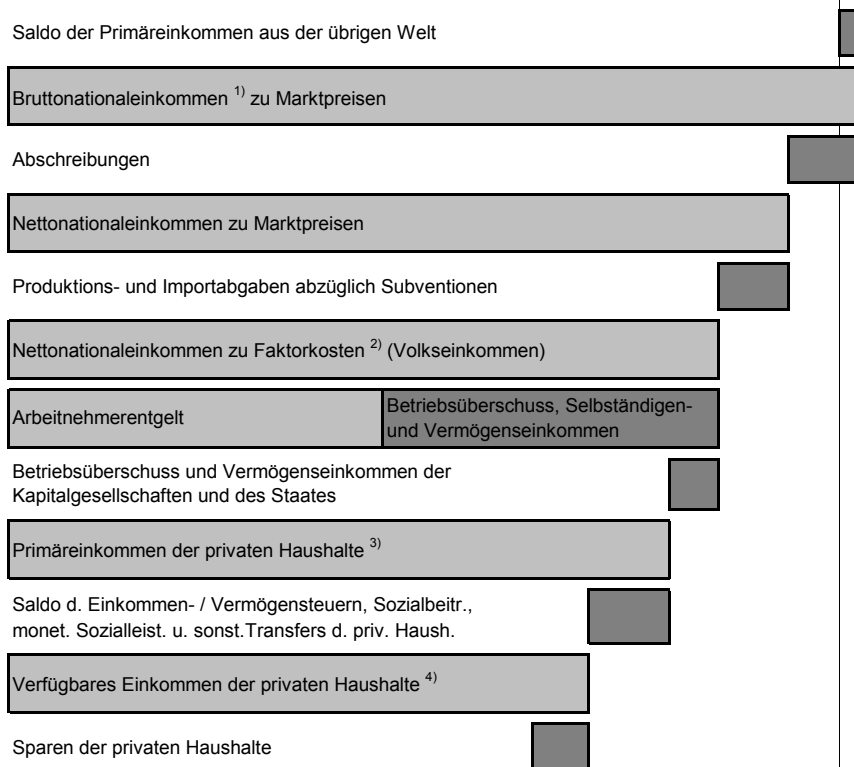 Saldo der Primäreinkommen aus der übrigen Welt
Bruttonationaleinkommen 1) zu Marktpreisen
Abschreibungen
Nettonationaleinkommen zu Marktpreisen
Produktions- und Importabgaben abzüglich Subventionen
Nettonationaleinkommen zu Faktorkosten 2) (Volkseinkommen)
Arbeitnehmerentgelt
Betriebsüberschuss, Selbständigen-
und Vermögenseinkommen
Betriebsüberschuss und Vermögenseinkommen der
Kapitalgesellschaften und des Staates
Primäreinkommen der privaten Haushalte 3)
Saldo d. Einkommen- / Vermögensteuern, Sozialbeitr.,
monet. Sozialleist. u. sonst.Transfers d. priv. Haush.
Verfügbares Einkommen der privaten Haushalte 4)
Sparen der privaten Haushalte